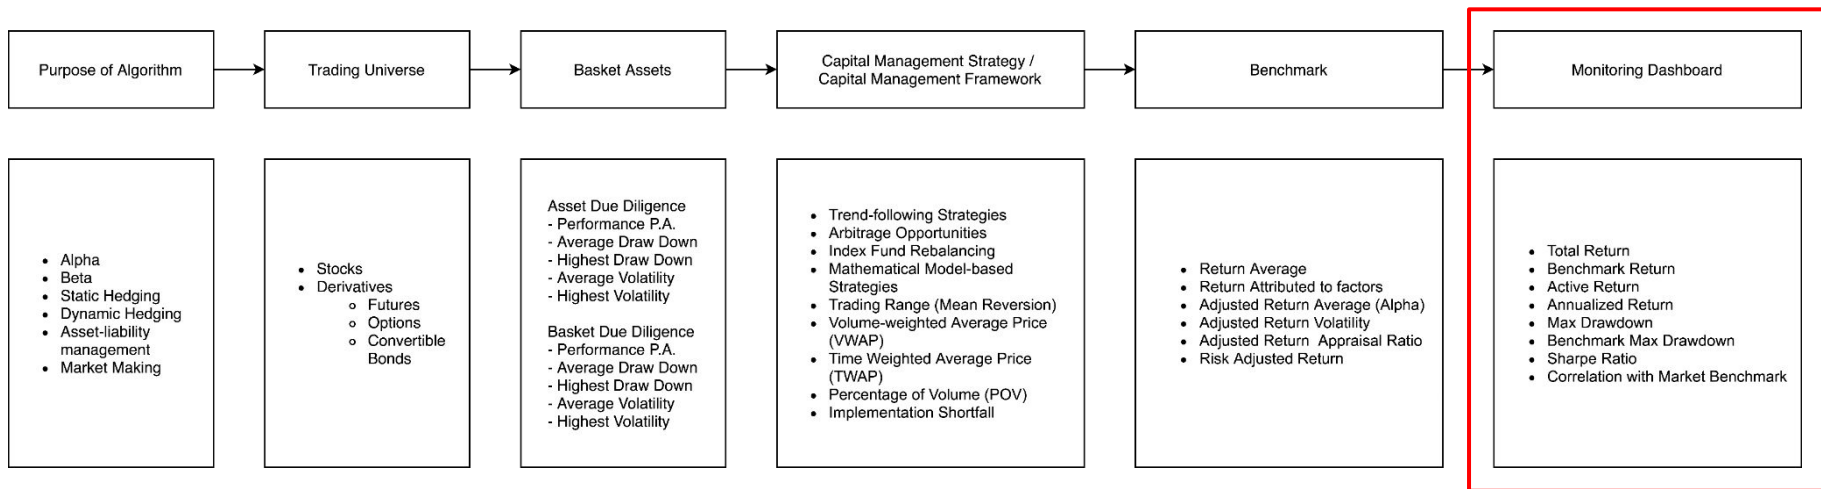 Purpose of Algorithm
Trading Universe
Basket Assets
Capital Management Strategy /
Capital Management Framework
Benchmark
Monitoring Dashboard
• Alpha
• Beta
• Static Hedging
• Dynamic Hedging
• Asset-liability
management
• Market Making
• Stocks
• Derivatives
○ Futures
○ Options
○ Convertible
Bonds
Asset Due Diligence
- Performance P.A.
- Average Draw Down
- Highest Draw Down
- Average Volatility
- Highest Volatility
Basket Due Diligence
- Performance P.A.
- Average Draw Down
- Highest Draw Down
- Average Volatility
- Highest Volatility
• Trend-following Strategies
• Arbitrage Opportunities
• Index Fund Rebalancing
• Mathematical Model-based
Strategies
• Trading Range (Mean Reversion)
• Volume-weighted Average Price
(VWAP)
• Time Weighted Average Price
(TWAP)
• Percentage of Volume (POV)
• Implementation Shortfall
• Return Average
• Return Attributed to factors
• Adjusted Return Average (Alpha)
• Adjusted Return Volatility
• Adjusted Return Appraisal Ratio
• Risk Adjusted Return
• Total Return
• Benchmark Return
• Active Return
• Annualized Return
• Max Drawdown
• Benchmark Max Drawdown
• Sharpe Ratio
• Correlation with Market Benchmark